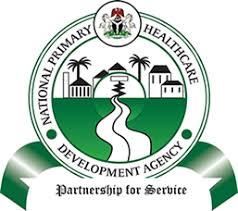 NATIONAL PRIMARY HEALTHCARE
DEVELOPMENT AGENCY
Partnership for Service